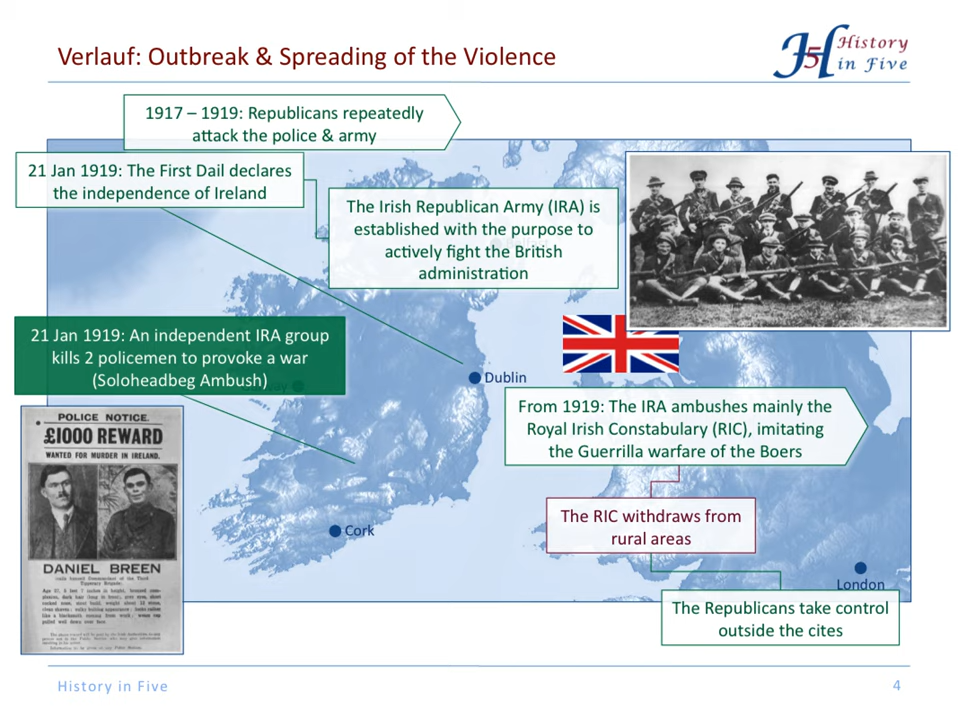 Verlauf: Outbreak & Spreading of the Violence
History
in Five
1917 – 1919: Republicans repeatedly
attack the police & army
21 Jan 1919: The First Dail declares
the independence of Ireland
The Irish Republican Army (IRA) is
established with the purpose to
actively fight the British
administration
21 Jan 1919: An independent IRA group
kills 2 policemen to provoke a war
(Soloheadbeg Ambush)
Dublin
From 1919: The IRA ambushes mainly the
Royal Irish Constabulary (RIC), imitating
the Guerrilla warfare of the Boers
POLICE NOTICE.
£1000 REWARD
WANTED FOR MURDER IN IRELAND.
DANIEL BREEN
Cork
The RIC withdraws from
rural areas
London
The Republicans take control
outside the cites
History in Five
4